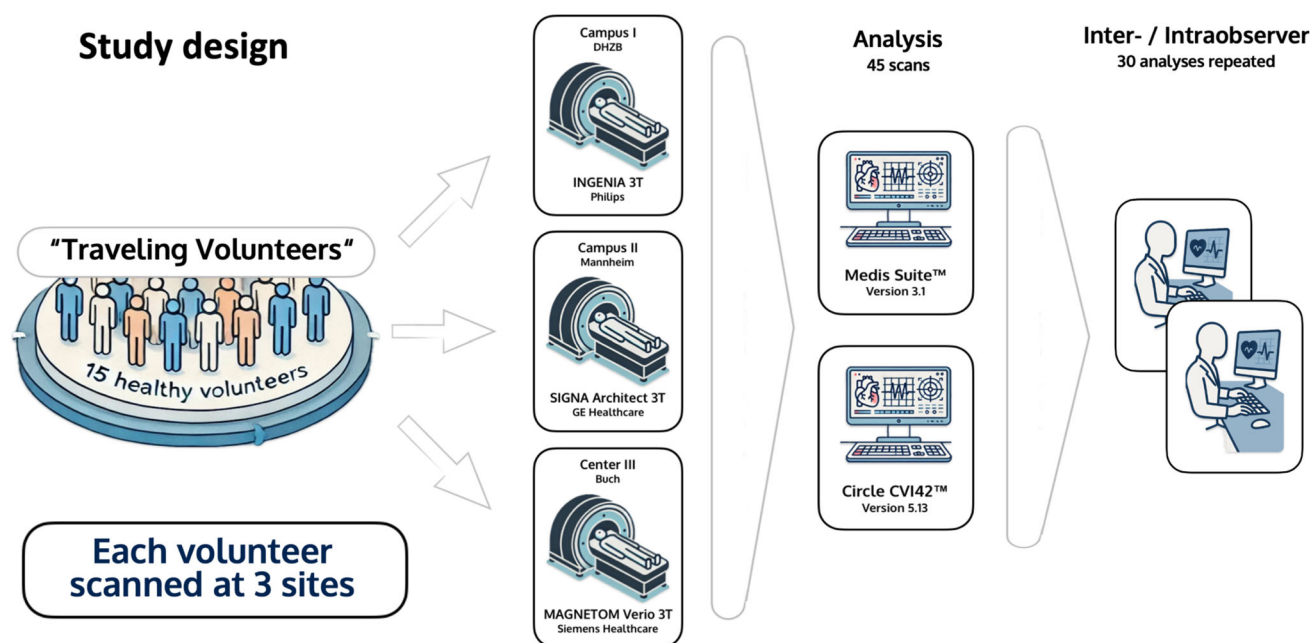 Study design
"Traveling Volunteers"
15 healthy volunteers
Each volunteer
scanned at 3 sites
Campus I
DHZB
INGENIA 3T
Philips
Campus II
Mannheim
SIGNA Architect 3T
GE Healthcare
Center III
Buch
MAGNETOM Verio 3T
Siemens Healthcare
Analysis
45 scans
Medis Suite™
Version 3.1
Circle CVI42™
Version 5.13
Inter- / Intraobserver
30 analyses repeated